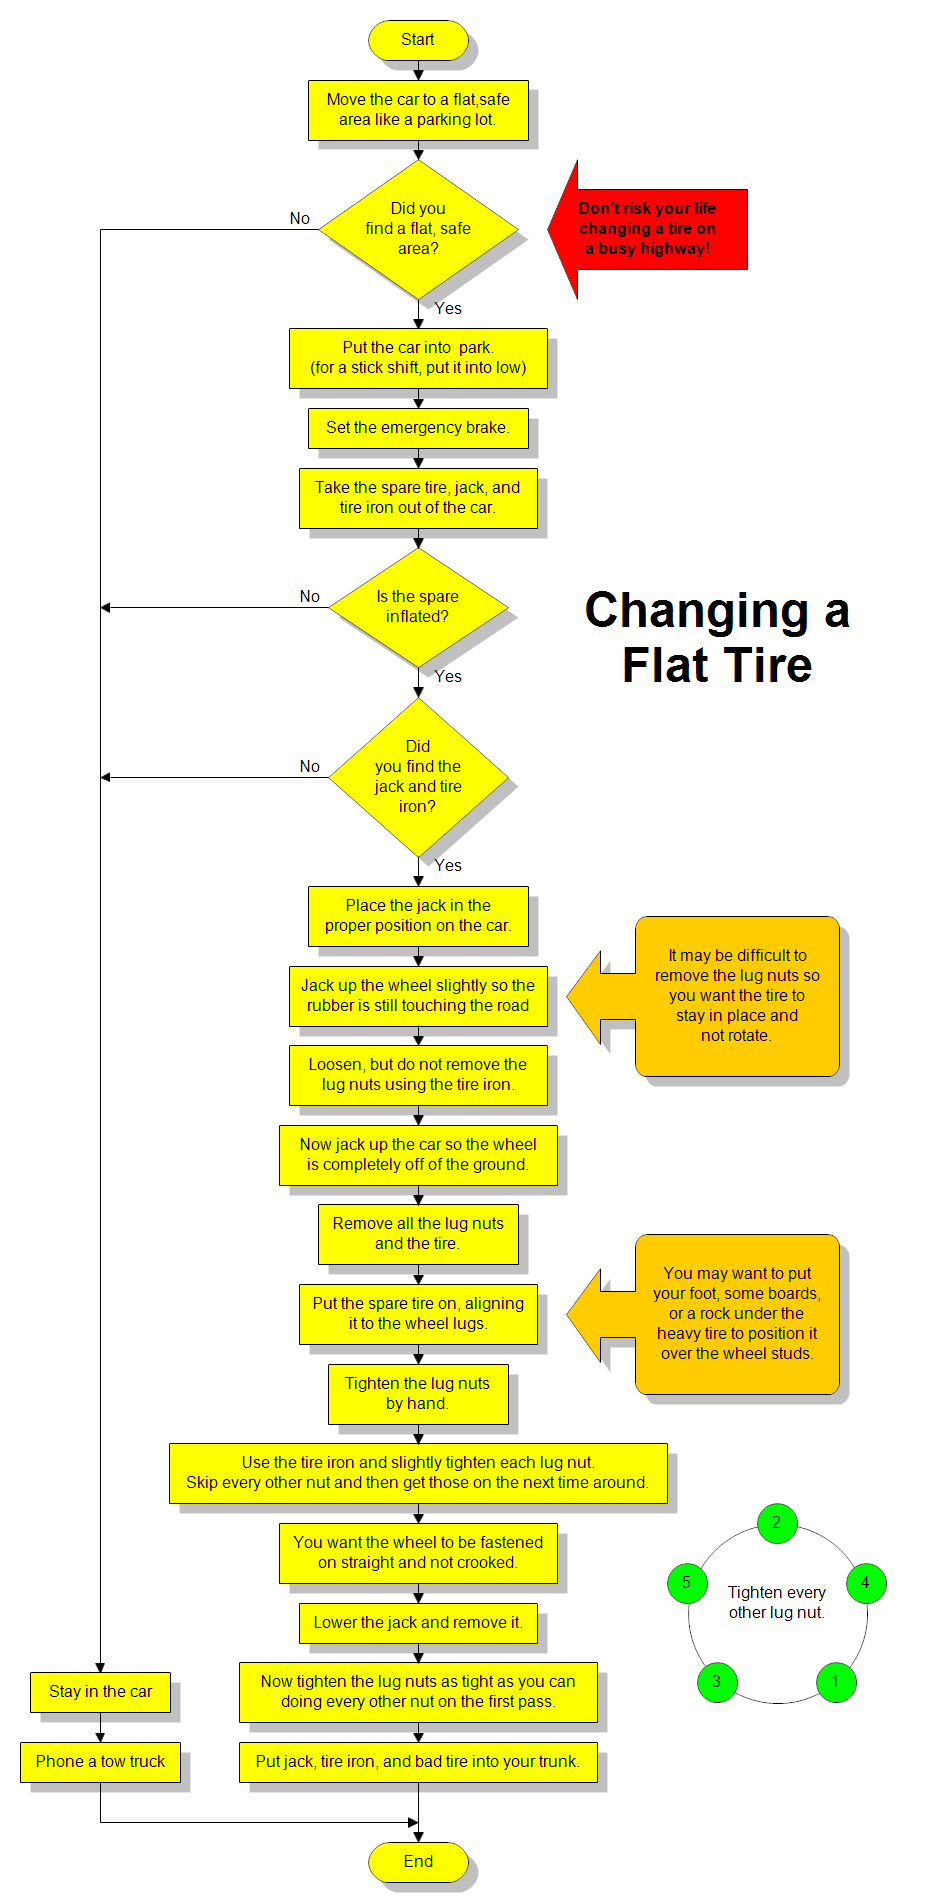 Start
Move the car to a flat,safe
area like a parking lot.
Did you
find a flat, safe
area?
No
Don't risk your life
changing a tire on
a busy highway!
Yes
Put the car into  park.
(for a stick shift, put it into low)
Set the emergency brake.
Take the spare tire, jack, and
tire iron out of the car.
Is the spare
inflated?
No
Changing a
Flat Tire
Yes
Did
you find the
jack and tire
iron?
No
Yes
Place the jack in the
proper position on the car.
Jack up the wheel slightly so the
rubber is still touching the road
It may be difficult to
remove the lug nuts so
you want the tire to
stay in place and
not rotate.
Loosen, but do not remove the
lug nuts using the tire iron.
Now jack up the car so the wheel
is completely off of the ground.
Remove all the lug nuts
and the tire.
Put the spare tire on, aligning
it to the wheel lugs.
You may want to put
your foot, some boards,
or a rock under the
heavy tire to position it
over the wheel studs.
Tighten the lug nuts
by hand.
Use the tire iron and slightly tighten each lug nut.
Skip every other nut and then get those on the next time around.
You want the wheel to be fastened
on straight and not crooked.
Lower the jack and remove it.
2
5
4
Tighten every
other lug nut.
3
1
Now tighten the lug nuts as tight as you can
doing every other nut on the first pass.
Stay in the car
Put jack, tire iron, and bad tire into your trunk.
Phone a tow truck
End